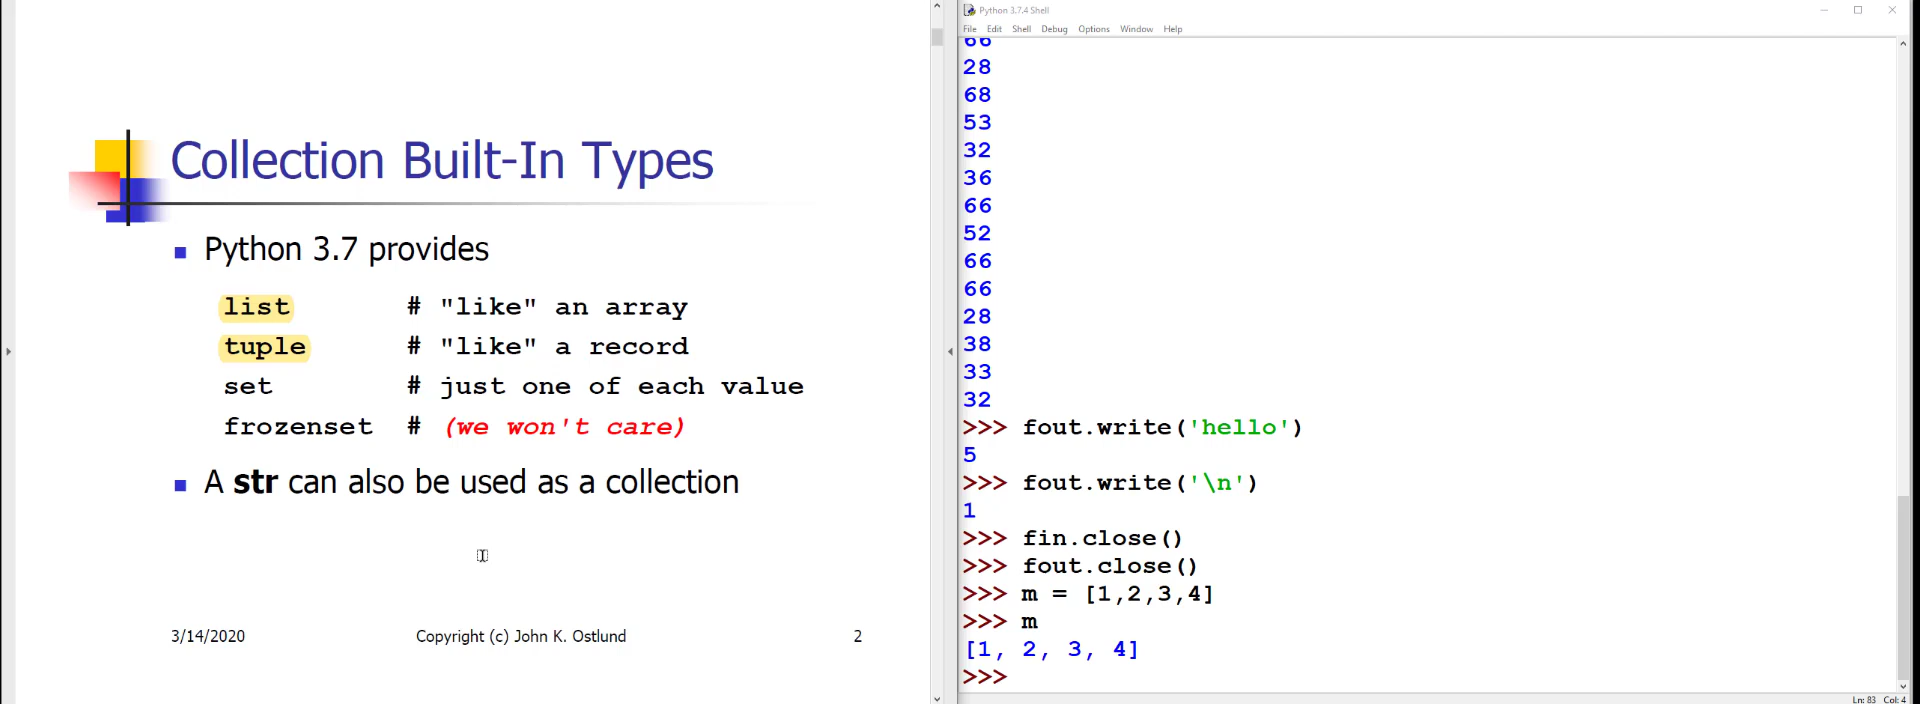 Collection Built-In Types
Python 3.7 provides
list # "like" an array
tuple # "like" a record
set # just one of each value
frozenset # (we won't care)
A str can also be used as a collection
3/14/2020 Copyright (c) John K. Ostlund 2
Python 3.7.4 Shell
File Edit Shell Debug Options Window Help
66
28
68
53
32
36
66
52
66
66
28
38
33
32
>>> fout.write('hello')
5
>>> fout.write('\n')
1
>>> fin.close()
>>> fout.close()
>>> m = [1,2,3,4]
>>> m
[1, 2, 3, 4]
>>>
Ln: 83 Col: 4